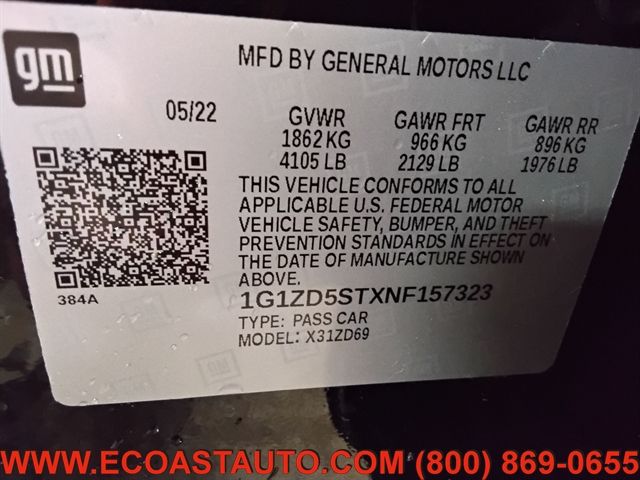 gm
MFD BY GENERAL MOTORS LLC
05/22 GVWR GAWR FRT GAWR RR
1862 KG 966 KG 896 KG
4105 LB 2129 LB 1976 LB
THIS VEHICLE CONFORMS TO ALL
APPLICABLE U.S. FEDERAL MOTOR
VEHICLE SAFETY, BUMPER, AND THEFT
PREVENTION STANDARDS IN EFFECT ON
THE DATE OF MANUFACTURE SHOWN ABOVE.
384A
1G1ZD5STXNF157323
TYPE: PASS CAR
MODEL: X31ZD69
WWW.ECOASTAUTO.COM (800) 869-0655